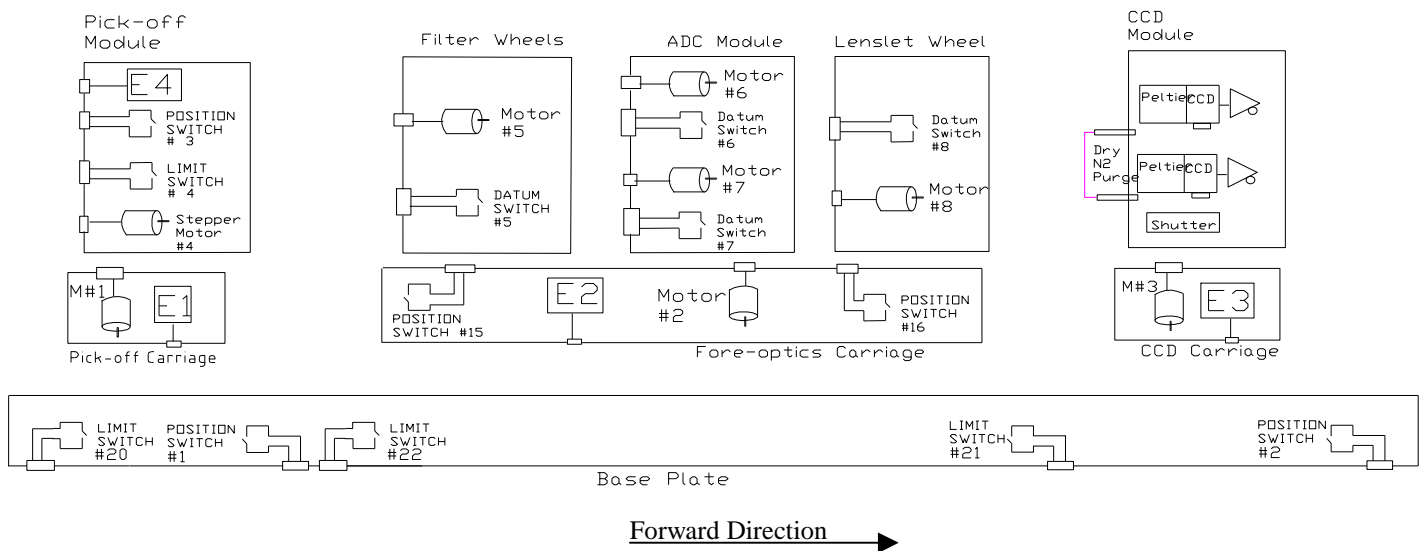 Pick-off
Module
E4
POSITION
SWITCH
# 3
LIMIT
SWITCH
# 4
Stepper
Motor
#4
Filter Wheels
Motor
#5
DATUM
SWITCH
#5
ADC Module
Motor
#6
Datum
Switch
#6
Motor
#7
Datum
Switch
#7
Lenslet Wheel
Datum
Switch
#8
Motor
#8
CCD
Module
Peltier CCD
Dry
N2
Purge
Peltier CCD
Shutter
M#1
E1
Pick-off Carriage
POSITION
SWITCH #15
E2
Motor
#2
POSITION
SWITCH
#16
Fore-optics Carriage
M#3
E3
CCD Carriage
LIMIT
SWITCH
#20
POSITION
SWITCH
#1
LIMIT
SWITCH
#22
LIMIT
SWITCH
#21
POSITION
SWITCH
#2
Base Plate
Forward Direction